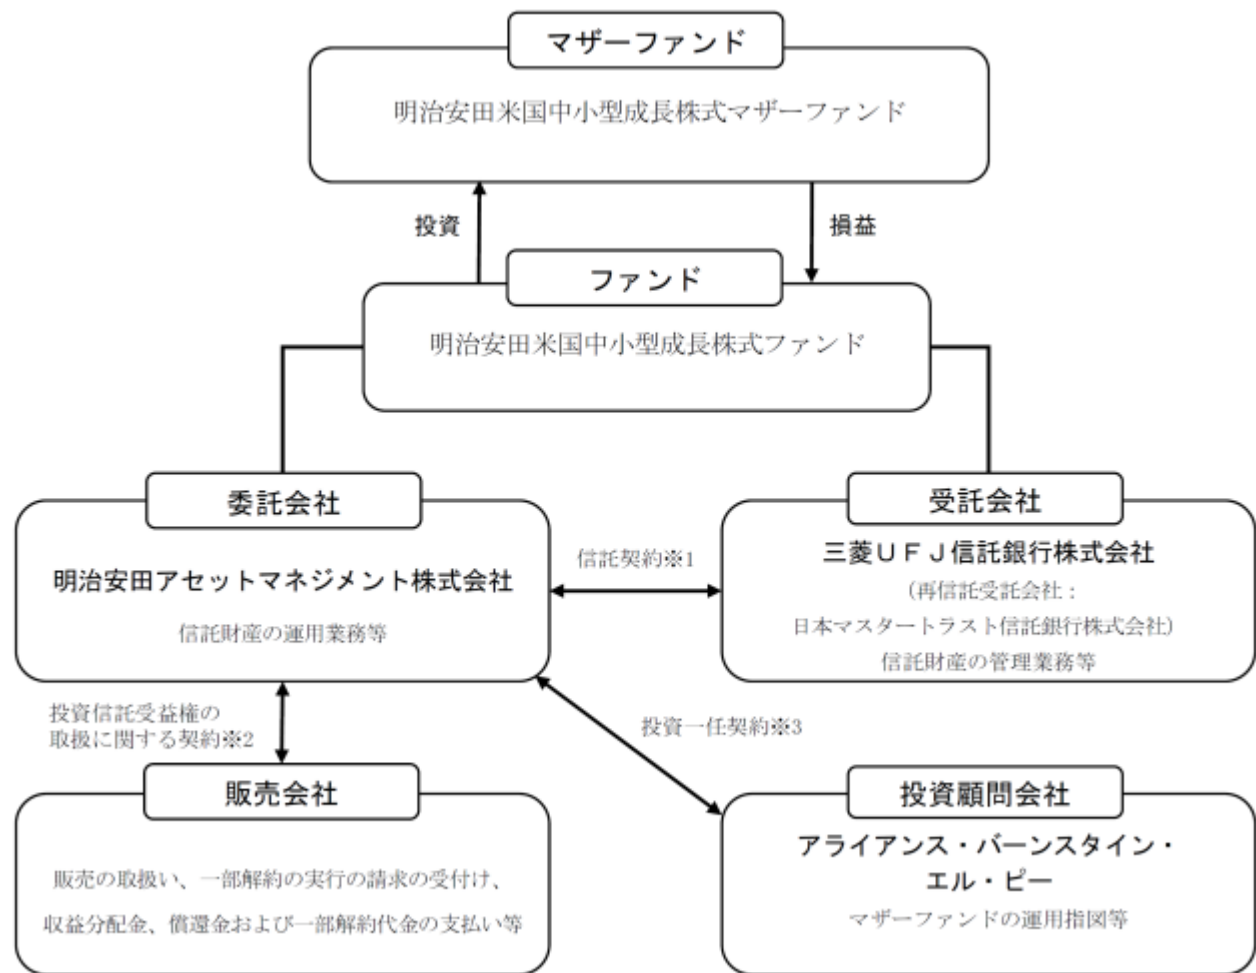 マザーファンド
明治安田米国中小型成長株式マザーファンド
投資
損益
ファンド
明治安田米国中小型成長株式ファンド
委託会社
明治安田アセットマネジメント株式会社
信託財産の運用業務等
信託契約※1
受託会社
三菱ＵＦＪ信託銀行株式会社
（再信託受託会社：
日本マスタートラスト信託銀行株式会社）
信託財産の管理業務等
投資信託受益権の
取扱に関する契約※2
投資一任契約※3
販売会社
販売の取扱い、一部解約の実行の請求の受付け、
収益分配金、償還金および一部解約代金の支払い等
投資顧問会社
アライアンス・バーンスタイン・
エル・ピー
マザーファンドの運用指図等